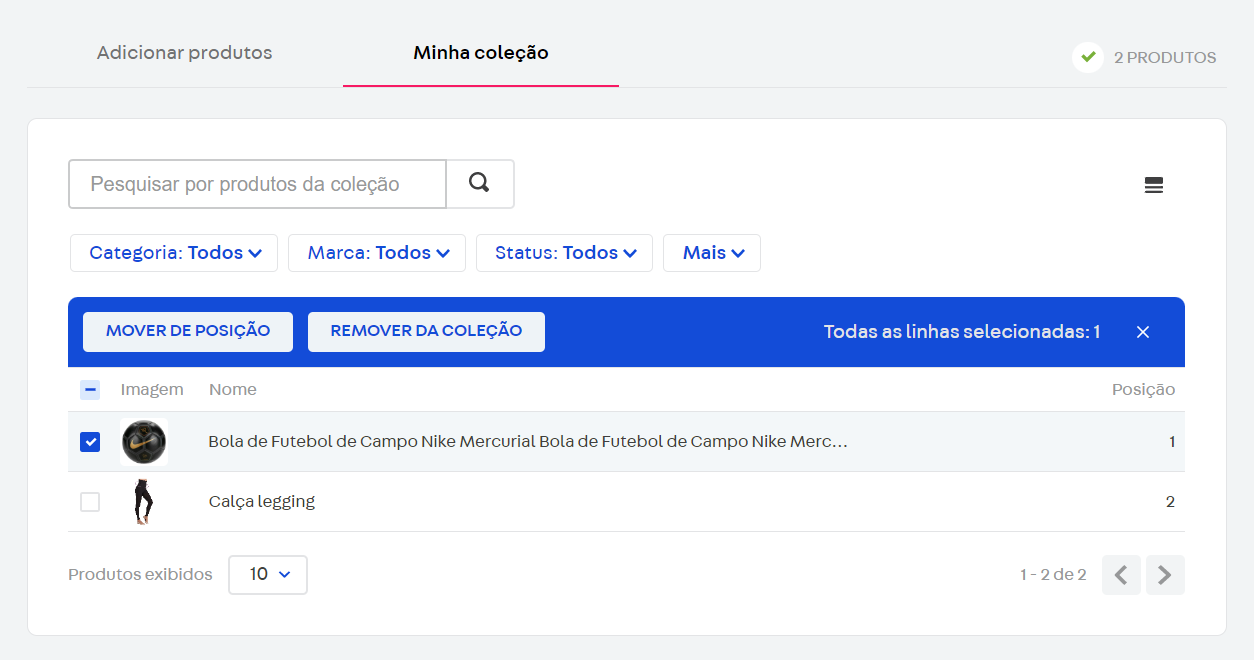 Adicionar produtos
Minha coleção
2 PRODUTOS
Pesquisar por produtos da coleção
Categoria: Todos
Marca: Todos
Status: Todos
Mais
MOVER DE POSIÇÃO
REMOVER DA COLEÇÃO
Todas as linhas selecionadas: 1
Imagem Nome Posição
Bola de Futebol de Campo Nike Mercurial Bola de Futebol de Campo Nike Merc... 1
Calça legging 2
Produtos exibidos 10 1 - 2 de 2